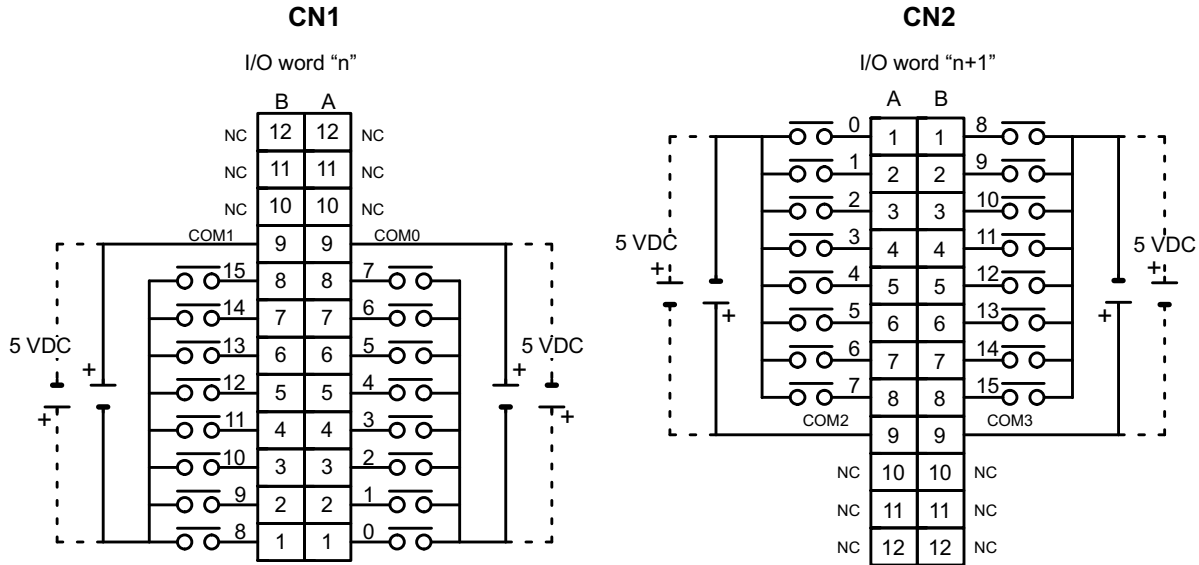 CN1
I/O word “n”
B A
NC 12 12 NC
NC 11 11 NC
NC 10 10 NC
COM1 9 9 COM0
15 8 8 7
14 7 7 6
13 6 6 5
5 VDC 5 VDC
12 5 5 4
+ + + +
11 4 4 3
10 3 3 2
9 2 2 1
8 1 1 0
CN2
I/O word “n+1”
A B
0 1 1 8
1 2 2 9
2 3 3 10
3 4 4 11
5 VDC 5 VDC
4 5 5 12
+ + + +
5 6 6 13
6 7 7 14
7 8 8 15
COM2 9 9 COM3
NC 10 10 NC
NC 11 11 NC
NC 12 12 NC